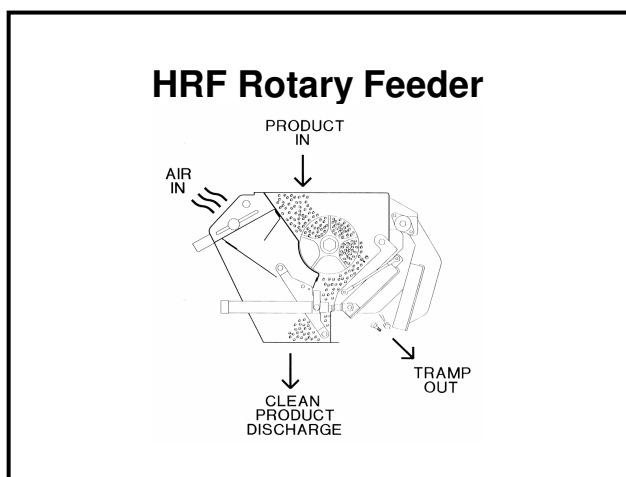 HRF Rotary Feeder
PRODUCT
IN
AIR
IN
TRAMP
OUT
CLEAN
PRODUCT
DISCHARGE